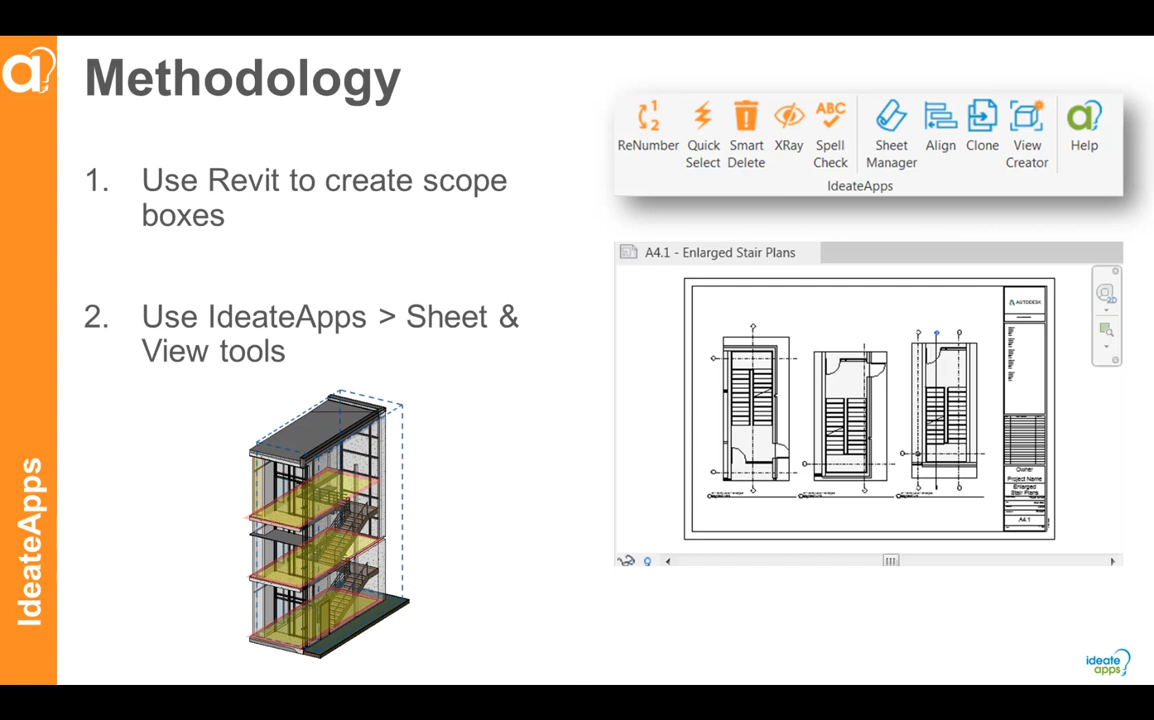 Methodology
1. Use Revit to create scope
boxes
2. Use IdeateApps > Sheet &
View tools
IdeateApps
ReNumber
Quick
Select
Smart
Delete
XRay
ABC
Spell
Check
Sheet
Manager
Align
Clone
View
Creator
Help
IdeateApps
A4.1 - Enlarged Stair Plans
2D
AUTODESK
Owner
Project Name
Enlarged
Stair Plans
A4.1
ideate
apps